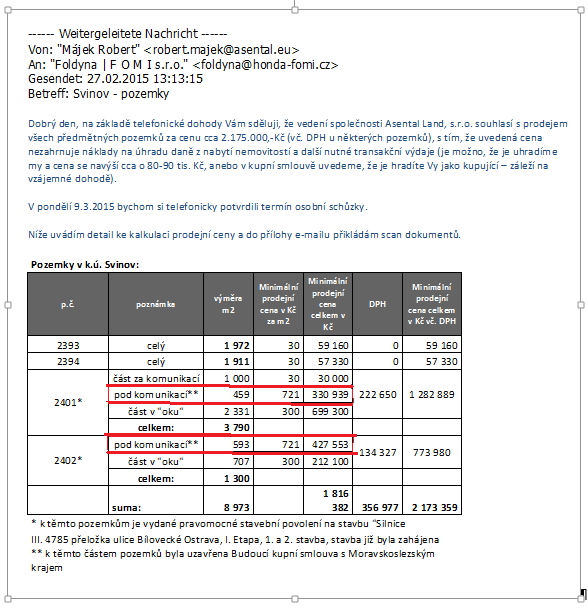 ------ Weitergeleitete Nachricht ------
Von: "Májek Robert" <robert.majek@asental.eu>
An: "Foldyna | F O M I s.r.o." <foldyna@honda-fomi.cz>
Gesendet: 27.02.2015 13:13:15
Betreff: Svinov - pozemky
Dobrý den, na základě telefonické dohody Vám sděluji, že vedení společnosti Asental Land, s.r.o. souhlasí s prodejem
všech předmětných pozemků za cenu cca 2.175.000,-Kč (vč. DPH u některých pozemků), s tím, že uvedená cena
nezahrnuje náklady na úhradu daně z nabytí nemovitostí a další nutné transakční výdaje (je možno, že je uhradíme
my a cena se navýší cca o 80-90 tis. Kč, anebo v kupní smlouvě uvedeme, že je hradíte Vy jako kupující – záleží na
vzájemné dohodě).
V pondělí 9.3.2015 bychom si telefonicky potvrdili termín osobní schůzky.
Níže uvádím detail ke kalkulaci prodejní ceny a do přílohy e-mailu přikládám scan dokumentů.
Pozemky v k.ú. Svinov:
p.č. poznámka výměra m2 Minimální prodejní cena v Kč za m2 Minimální prodejní cena celkem v Kč DPH Minimální prodejní cena celkem v Kč vč. DPH
2393 celý 1 972 30 59 160 0 59 160
2394 celý 1 911 30 57 330 0 57 330
část za komunikací 1 000 30 30 000
2401* pod komunikací** 459 721 330 939 222 650 1 282 889
část v "oku" 2 331 300 699 300
celkem: 3 790
pod komunikací** 593 721 427 553
2402* část v "oku" 707 300 212 100 134 327 773 980
celkem: 1 300
suma: 8 973 1 816 382 356 977 2 173 359
* k těmto pozemkům je vydané pravomocné stavební povolení na stavbu "Silnice
III. 4785 přeložka ulice Bílovecké Ostrava, I. Etapa, 1. a 2. stavba, stavba již byla zahájena
** k těmto částem pozemků byla uzavřena Budoucí kupní smlouva s Moravskoslezským
krajem
¶